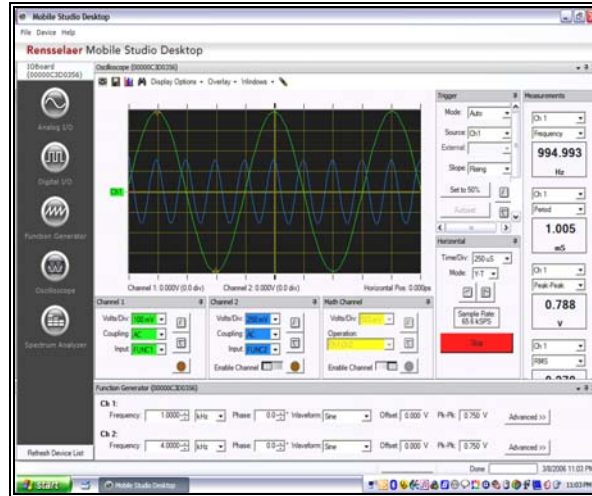 Mobile Studio Desktop
File Device Help
Rensselaer Mobile Studio Desktop
IOBoard
(00000C3D0356)
Oscilloscope (00000C3D0356)
Display Options Overlay Windows
Analog I/O
Digital I/O
Function Generator
Oscilloscope
Spectrum Analyzer
Refresh Device List
Ch1
Channel 1: 0.000V (0.0 div) Channel 2: 0.000V (0.0 div) Horizontal Pos: 0.000ps
Trigger
Mode: Auto
Source: Ch1
External
Slope: Rising
Set to 50%
Autoset
Horizontal
Time/Div: 250 uS
Mode: Y-T
Sample Rate:
65.6 kSPS
Stop
Measurements
Ch 1
Frequency
994.993
Hz
Ch 1
Period
1.005
mS
Ch 1
Peak-Peak
0.788
V
Ch 1
RMS
Channel 1
Volts/Div: 100 mV
Coupling: AC
Input: FUNC1
Channel 2
Volts/Div: 250 mV
Coupling: AC
Input: FUNC2
Enable Channel
Math Channel
Volts/Div:
Operation:
Enable Channel
Function Generator (00000C3D0356)
Ch 1:
Frequency: 1.0000 kHz Phase: 0.0 ° Waveform: Sine Offset: 0.000 V Pk-Pk: 0.750 V Advanced >>
Ch 2:
Frequency: 4.0000 kHz Phase: 0.0 ° Waveform: Sine Offset: 0.000 V Pk-Pk: 0.750 V Advanced >>
Done 3/8/2006 11:03 PM
start Mobile Studio Desktop 11:03 PM